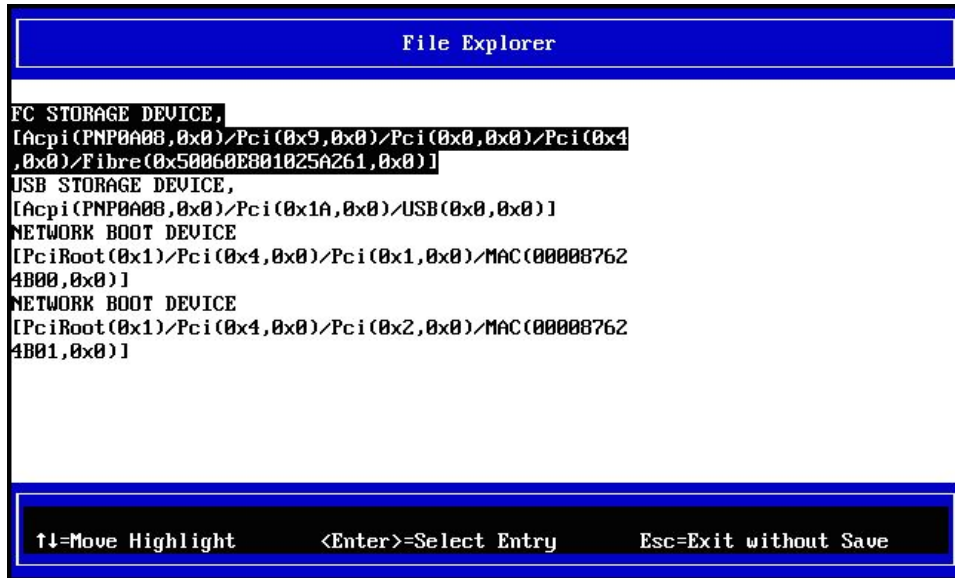 File Explorer
FC STORAGE DEVICE,
[Acpi(PNP0A08,0x0)/Pci(0x9,0x0)/Pci(0x0,0x0)/Pci(0x4
,0x0)/Fibre(0x50060E801025A261,0x0)]
USB STORAGE DEVICE,
[Acpi(PNP0A08,0x0)/Pci(0x1A,0x0)/USB(0x0,0x0)]
NETWORK BOOT DEVICE
[PciRoot(0x1)/Pci(0x4,0x0)/Pci(0x1,0x0)/MAC(00008762
4B00,0x0)]
NETWORK BOOT DEVICE
[PciRoot(0x1)/Pci(0x4,0x0)/Pci(0x2,0x0)/MAC(00008762
4B01,0x0)]
↑↓=Move Highlight <Enter>=Select Entry Esc=Exit without Save